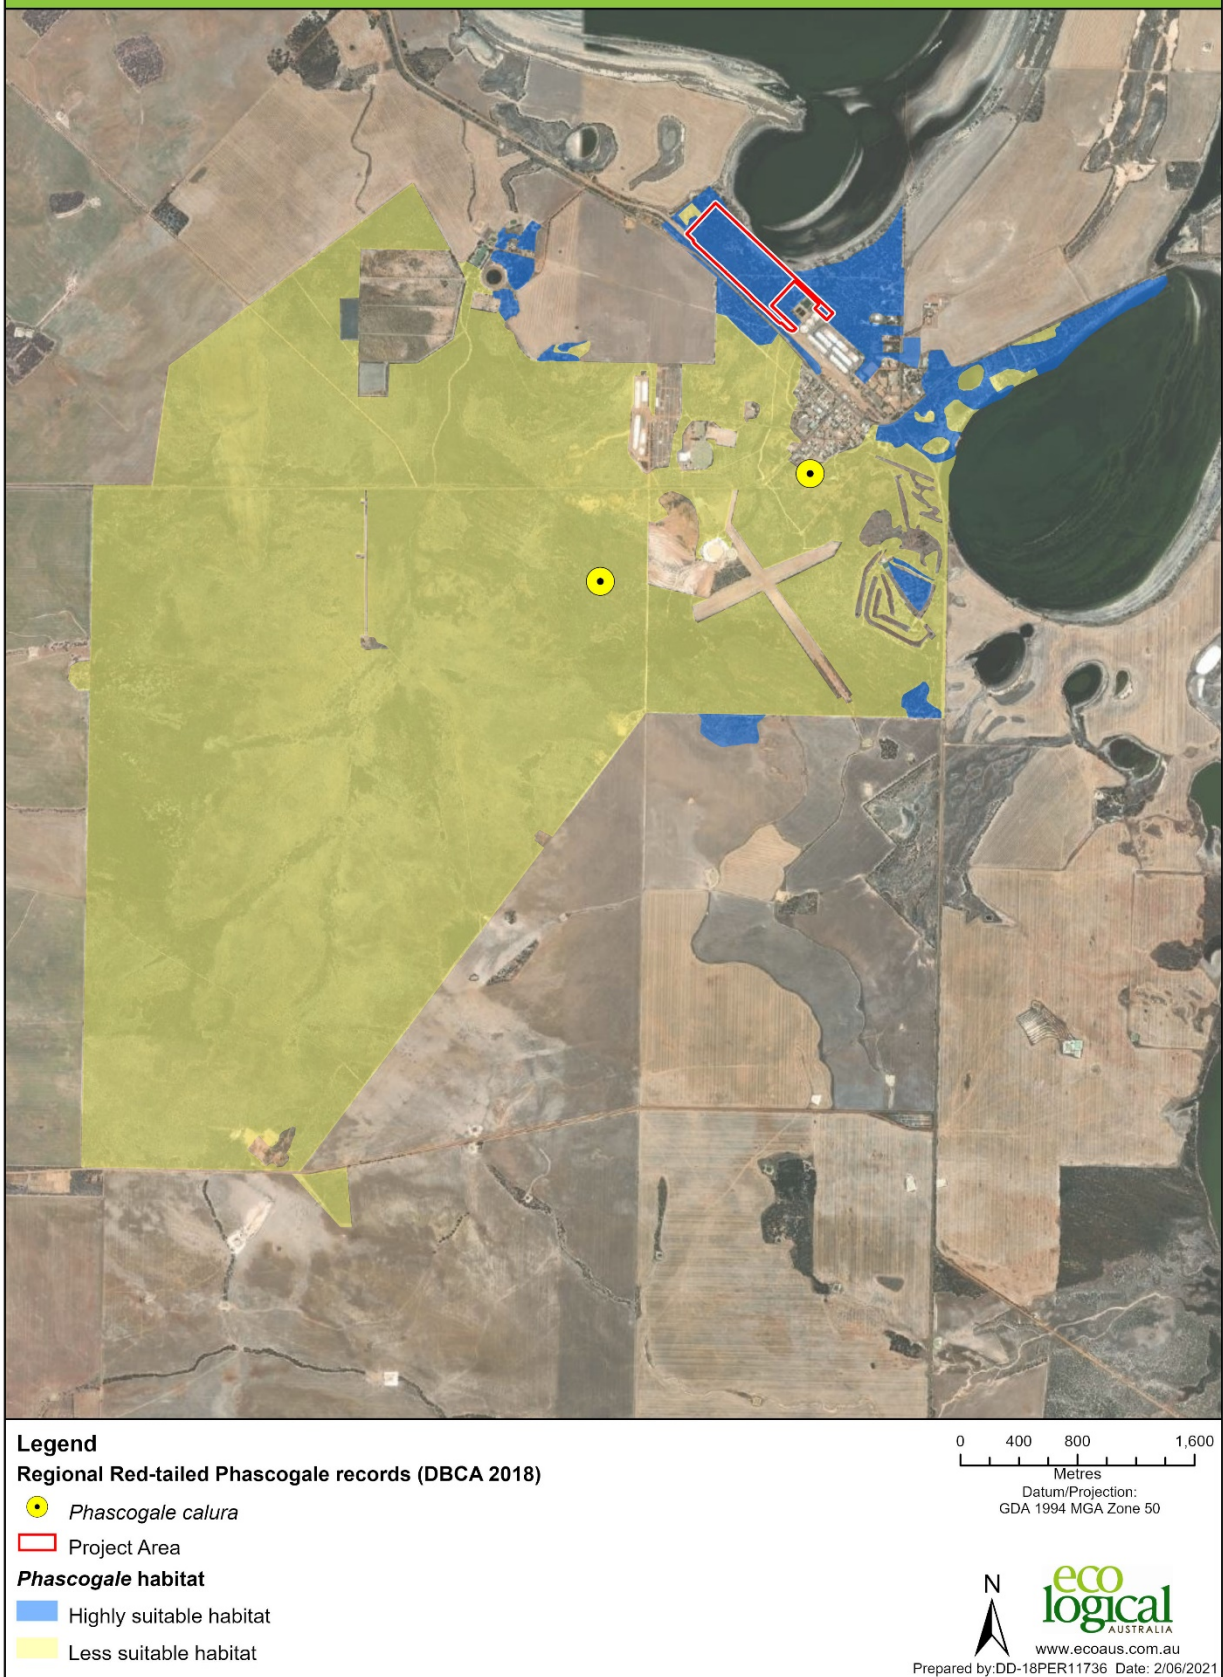 Legend
Regional Red-tailed Phascogale records (DBCA 2018)
Phascogale calura
Project Area
Phascogale habitat
Highly suitable habitat
Less suitable habitat
0 400 800 1,600
Metres
Datum/Projection:
GDA 1994 MGA Zone 50
N
eco
logical
AUSTRALIA
www.ecoaus.com.au
Prepared by:DD-18PER11736 Date: 2/06/2021